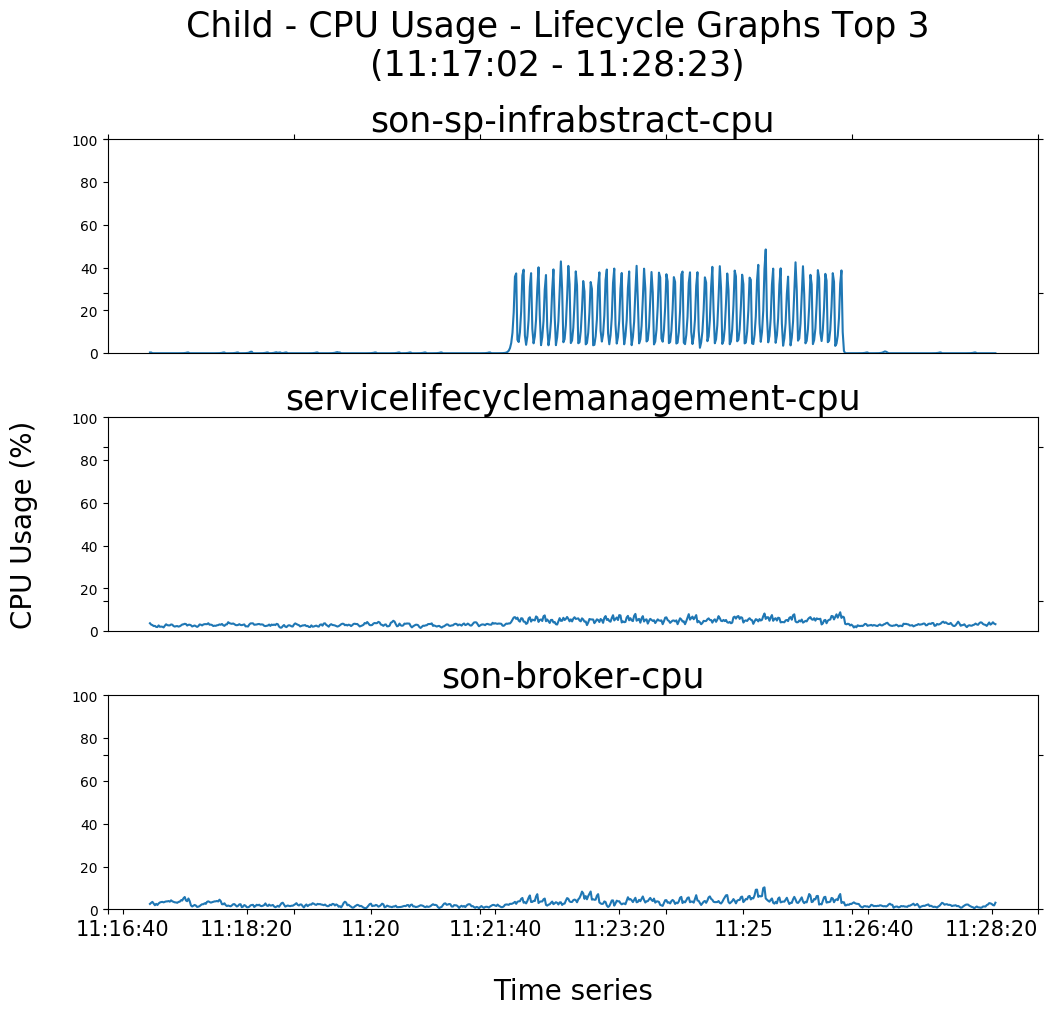 Child - CPU Usage - Lifecycle Graphs Top 3
(11:17:02 - 11:28:23)
son-sp-infrabstract-cpu
100
80
60
40
20
0
servicelifecyclemanagement-cpu
100
80
60
40
20
0
CPU Usage (%)
son-broker-cpu
100
80
60
40
20
0
11:16:40 11:18:20 11:20 11:21:40 11:23:20 11:25 11:26:40 11:28:20
Time series